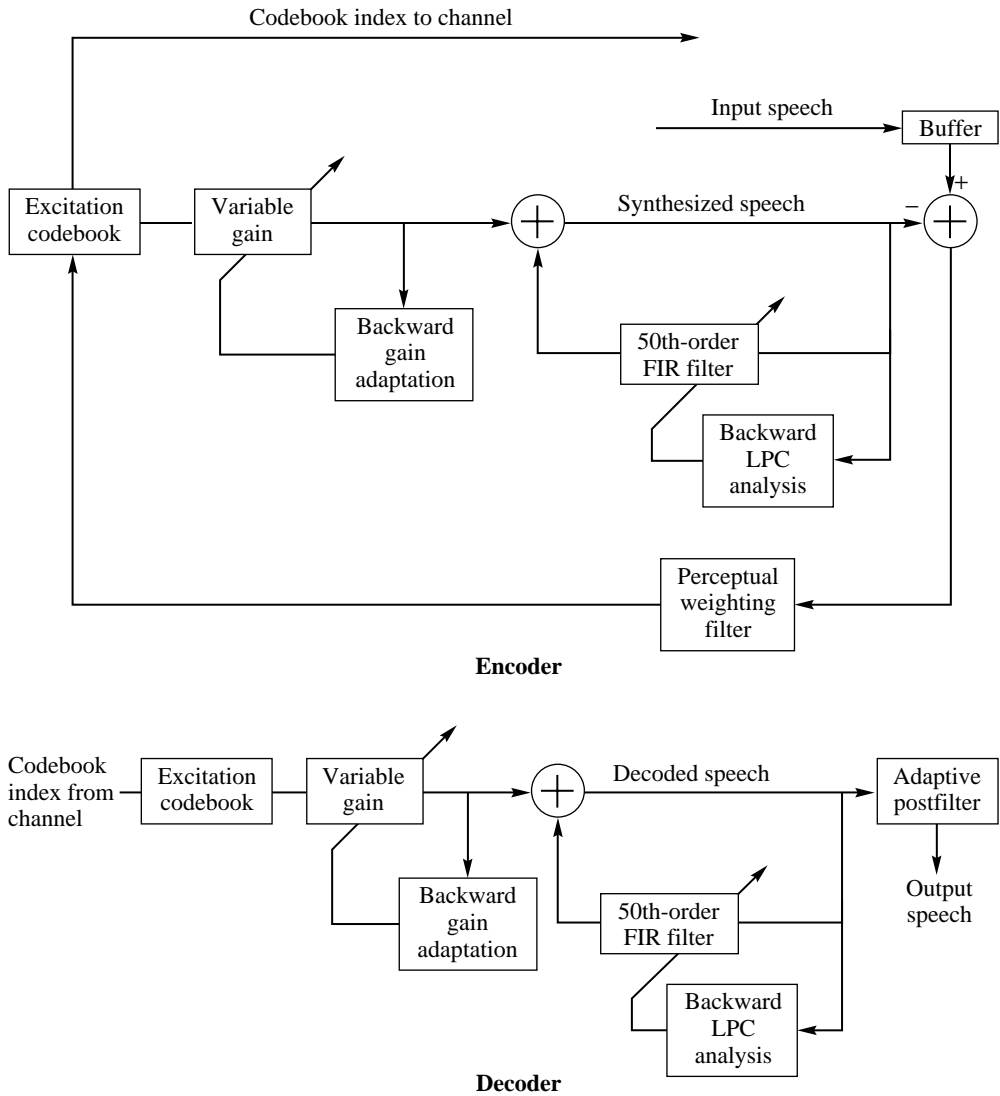 Codebook index to channel
Input speech
Buffer
+
Excitation
codebook
Variable
gain
Synthesized speech
−
+
+
Backward
gain
adaptation
50th-order
FIR filter
Backward
LPC
analysis
Perceptual
weighting
filter
Encoder
Codebook
index from
channel
Excitation
codebook
Variable
gain
+
Decoded speech
Adaptive
postfilter
Backward
gain
adaptation
50th-order
FIR filter
Output
speech
Backward
LPC
analysis
Decoder